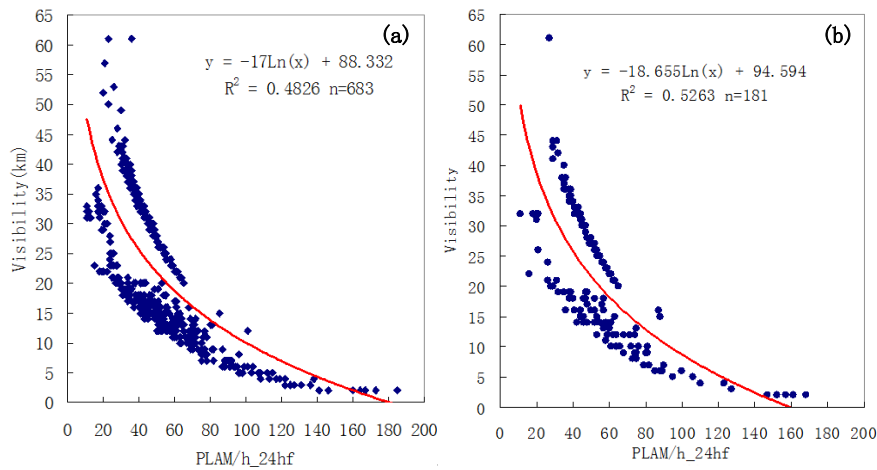 (a)
y = -17Ln(x) + 88.332
R² = 0.4826 n=683
Visibility(km)
65
60
55
50
45
40
35
30
25
20
15
10
5
0
0 20 40 60 80 100 120 140 160 180 200
PLAM/h_24hf
(b)
y = -18.655Ln(x) + 94.594
R² = 0.5263 n=181
Visibility
65
60
55
50
45
40
35
30
25
20
15
10
5
0
0 20 40 60 80 100 120 140 160 180 200
PLAM/h_24hf